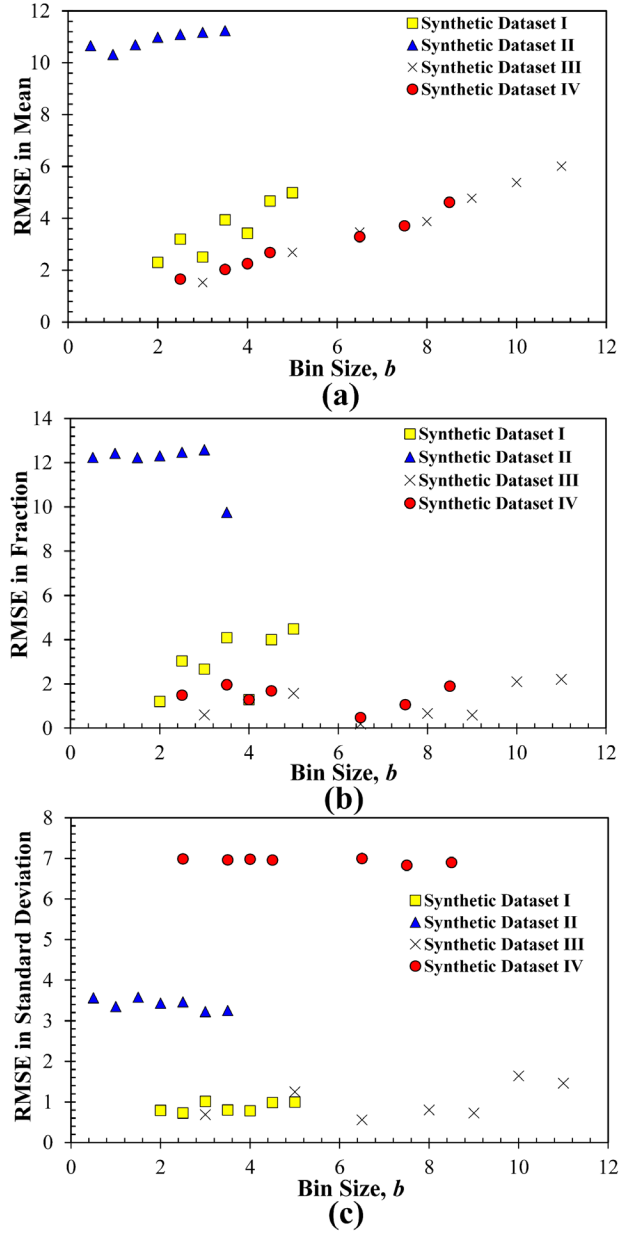 12
10
8
6
4
2
0
RMSE in Mean
Synthetic Dataset I
Synthetic Dataset II
Synthetic Dataset III
Synthetic Dataset IV
0 2 4 6 8 10 12
Bin Size, b
(a)
14
12
10
8
6
4
2
0
RMSE in Fraction
Synthetic Dataset I
Synthetic Dataset II
Synthetic Dataset III
Synthetic Dataset IV
0 2 4 6 8 10 12
Bin Size, b
(b)
8
7
6
5
4
3
2
1
0
RMSE in Standard Deviation
Synthetic Dataset I
Synthetic Dataset II
Synthetic Dataset III
Synthetic Dataset IV
0 2 4 6 8 10 12
Bin Size, b
(c)